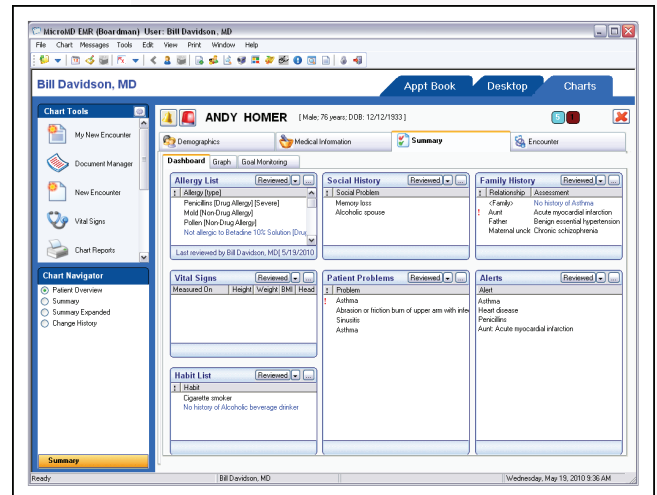 MicroMD EMR (Boardman) User: Bill Davidson, MD
File Chart Messages Tools Edit View Print Window Help
Bill Davidson, MD
Appt Book Desktop Charts
Chart Tools
My New Encounter
Document Manager
New Encounter
Vital Signs
Chart Reports
Chart Navigator
Patient Overview
Summary
Summary Expanded
Change History
Summary
ANDY HOMER [Male; 76 years; DOB: 12/12/1933]
5 1
Demographics Medical Information Summary Encounter
Dashboard Graph Goal Monitoring
Allergy List Reviewed ...
! Allergy [type]
Penicillins [Drug Allergy] [Severe]
Mold [Non-Drug Allergy]
Pollen [Non-Drug Allergy]
Not allergic to Betadine 10% Solution [Drug
Last reviewed by Bill Davidson, MD| 5/19/2010
Social History Reviewed ...
! Social Problem
Memory loss
Alcoholic spouse
Family History Reviewed ...
! Relationship Assessment
<Family> No history of Asthma
! Aunt Acute myocardial infarction
Father Benign essential hypertension
Maternal uncle Chronic schizophrenia
Vital Signs Reviewed ...
Measured On Height Weight BMI Head
Patient Problems Reviewed ...
! Problem
! Asthma
Abrasion or friction burn of upper arm with infe
Sinusitis
Asthma
Alerts Reviewed ...
Alert
Asthma
Heart disease
Penicillins
Aunt: Acute myocardial infarction
Habit List Reviewed ...
! Habit
Cigarette smoker
No history of Alcoholic beverage drinker
Ready Bill Davidson, MD Wednesday, May 19, 2010 9:36 AM